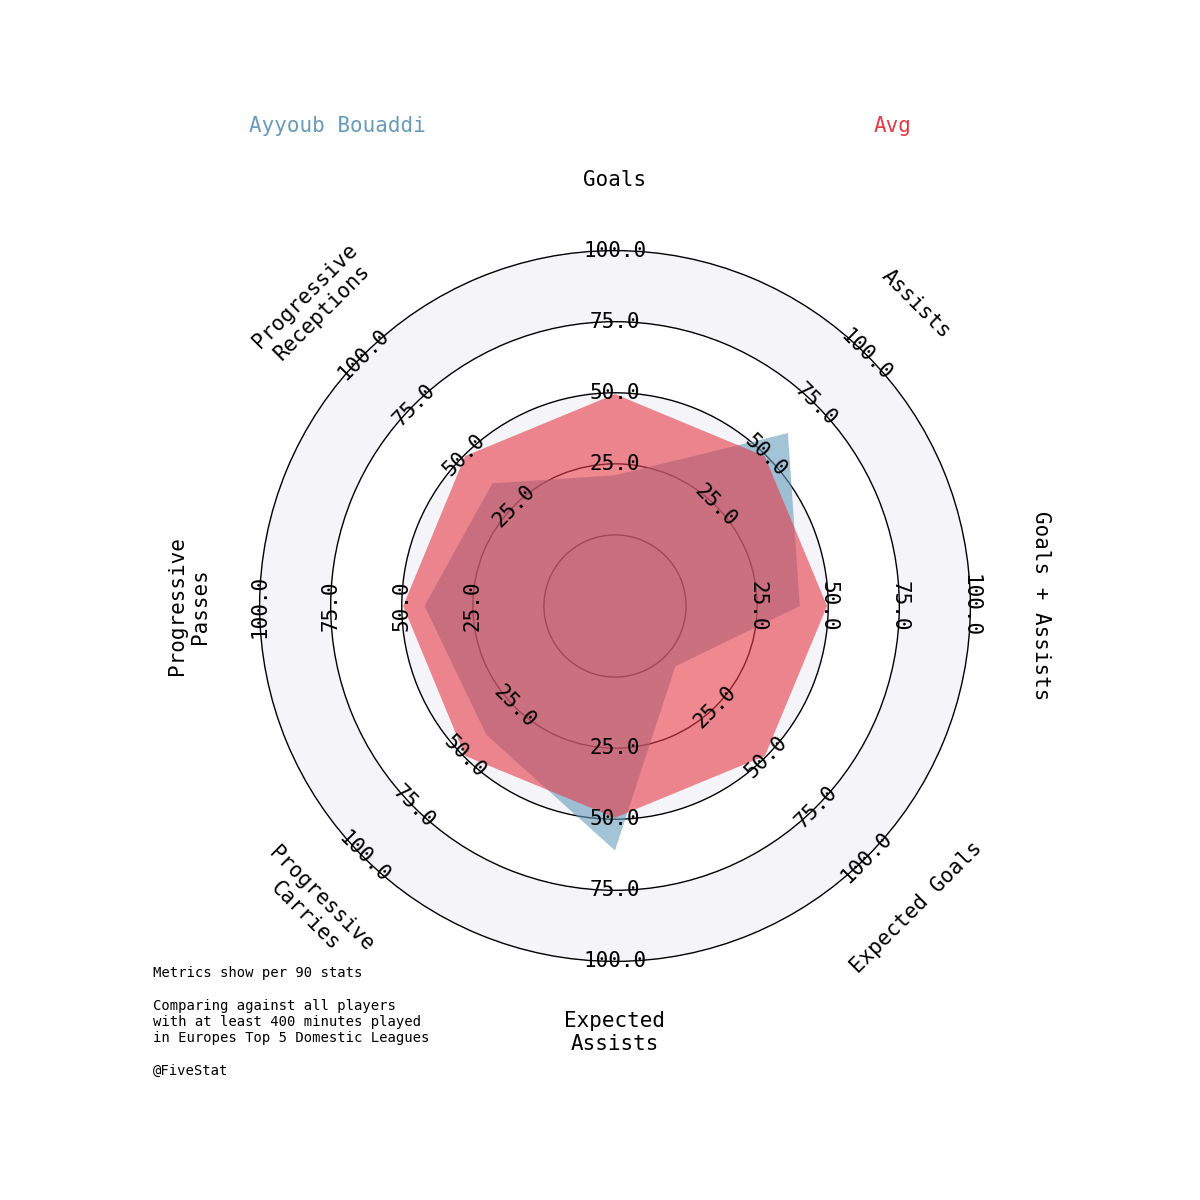 Ayyoub Bouaddi
Avg
Goals
Progressive
Receptions
Assists
100.0
100.0
100.0
75.0
75.0
75.0
50.0
50.0
50.0
25.0
25.0
25.0
Progressive
Passes
100.0
75.0
50.0
25.0
25.0
50.0
75.0
100.0
Goals + Assists
25.0
25.0
25.0
50.0
50.0
50.0
75.0
75.0
75.0
100.0
100.0
100.0
Progressive
Carries
Expected Goals
Expected
Assists
Metrics show per 90 stats
Comparing against all players
with at least 400 minutes played
in Europes Top 5 Domestic Leagues
@FiveStat